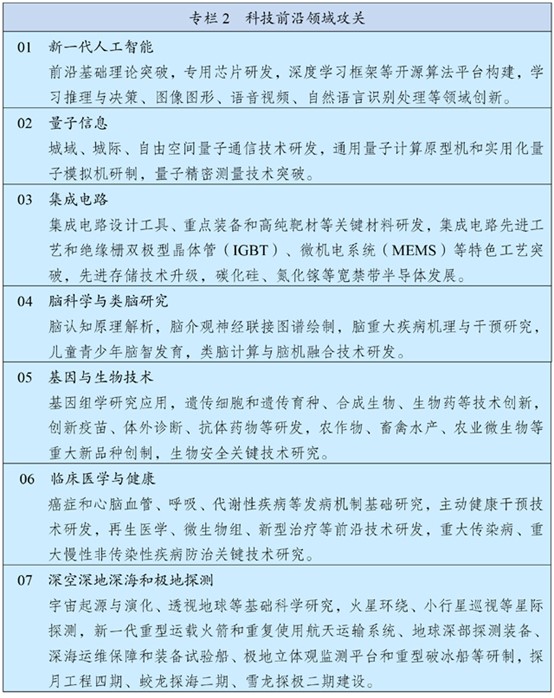 专栏2 科技前沿领域攻关
01 新一代人工智能
前沿基础理论突破，专用芯片研发，深度学习框架等开源算法平台构建，学
习推理与决策、图像图形、语音视频、自然语言识别处理等领域创新。
02 量子信息
城域、城际、自由空间量子通信技术研发，通用量子计算原型机和实用化量
子模拟机研制，量子精密测量技术突破。
03 集成电路
集成电路设计工具、重点装备和高纯靶材等关键材料研发，集成电路先进工
艺和绝缘栅双极型晶体管（IGBT）、微机电系统（MEMS）等特色工艺突
破，先进存储技术升级，碳化硅、氮化镓等宽禁带半导体发展。
04 脑科学与类脑研究
脑认知原理解析，脑介观神经联接图谱绘制，脑重大疾病机理与干预研究，
儿童青少年脑智发育，类脑计算与脑机融合技术研发。
05 基因与生物技术
基因组学研究应用，遗传细胞和遗传育种、合成生物、生物药等技术创新，
创新疫苗、体外诊断、抗体药物等研发，农作物、畜禽水产、农业微生物等
重大新品种创制，生物安全关键技术研究。
06 临床医学与健康
癌症和心脑血管、呼吸、代谢性疾病等发病机制基础研究，主动健康干预技
术研发，再生医学、微生物组、新型治疗等前沿技术研发，重大传染病、重
大慢性非传染性疾病防治关键技术研究。
07 深空深地深海和极地探测
宇宙起源与演化、透视地球等基础科学研究，火星环绕、小行星巡视等星际
探测，新一代重型运载火箭和重复使用航天运输系统、地球深部探测装备、
深海运维保障和装备试验船、极地立体观监测平台和重型破冰船等研制，探
月工程四期、蛟龙探海二期、雪龙探极二期建设。